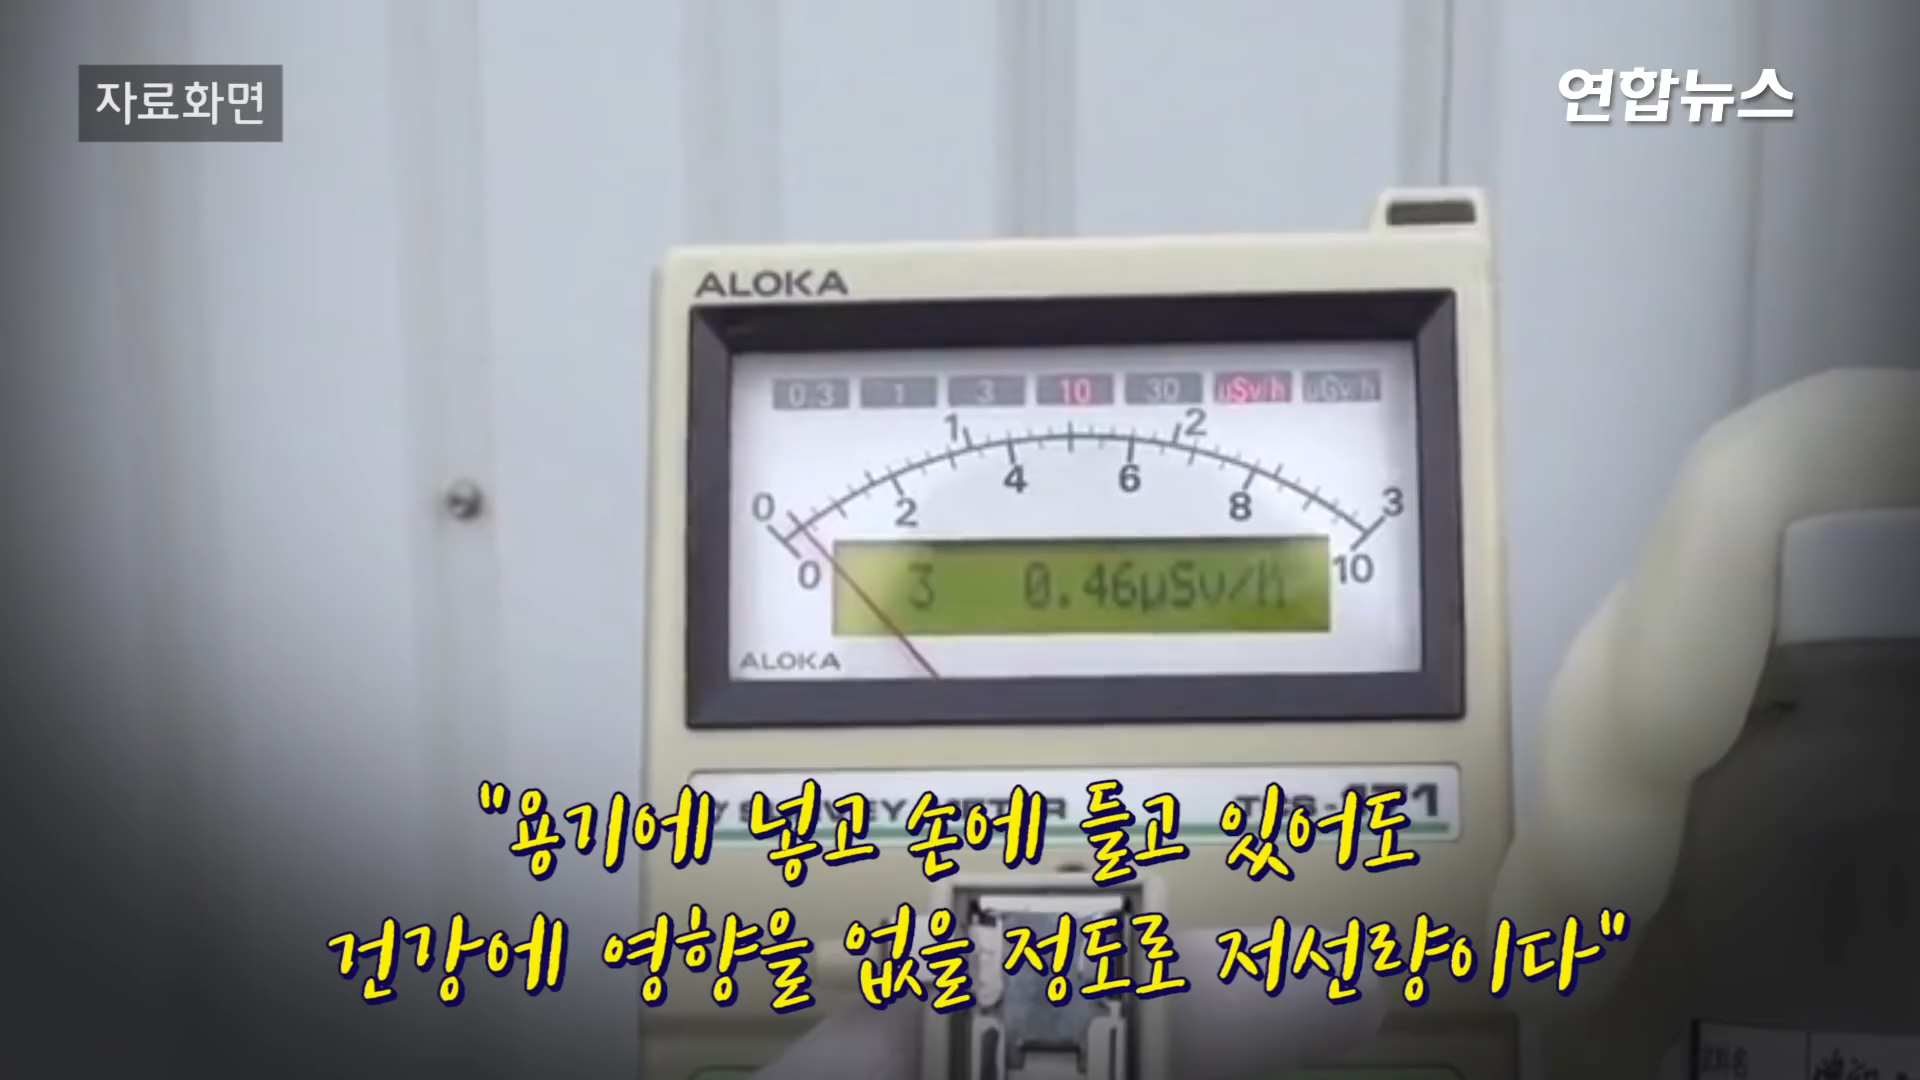 자료화면
연합뉴스
ALOKA
0.3 1 3 10 30 μSv/h μGy/h
0 1 2 3
0 2 4 6 8 10
3 0.46μSv/h
ALOKA
SURVEY METER
"용기에 넣고 손에 들고 있어도
건강에 영향을 없을 정도로 저선량이다"